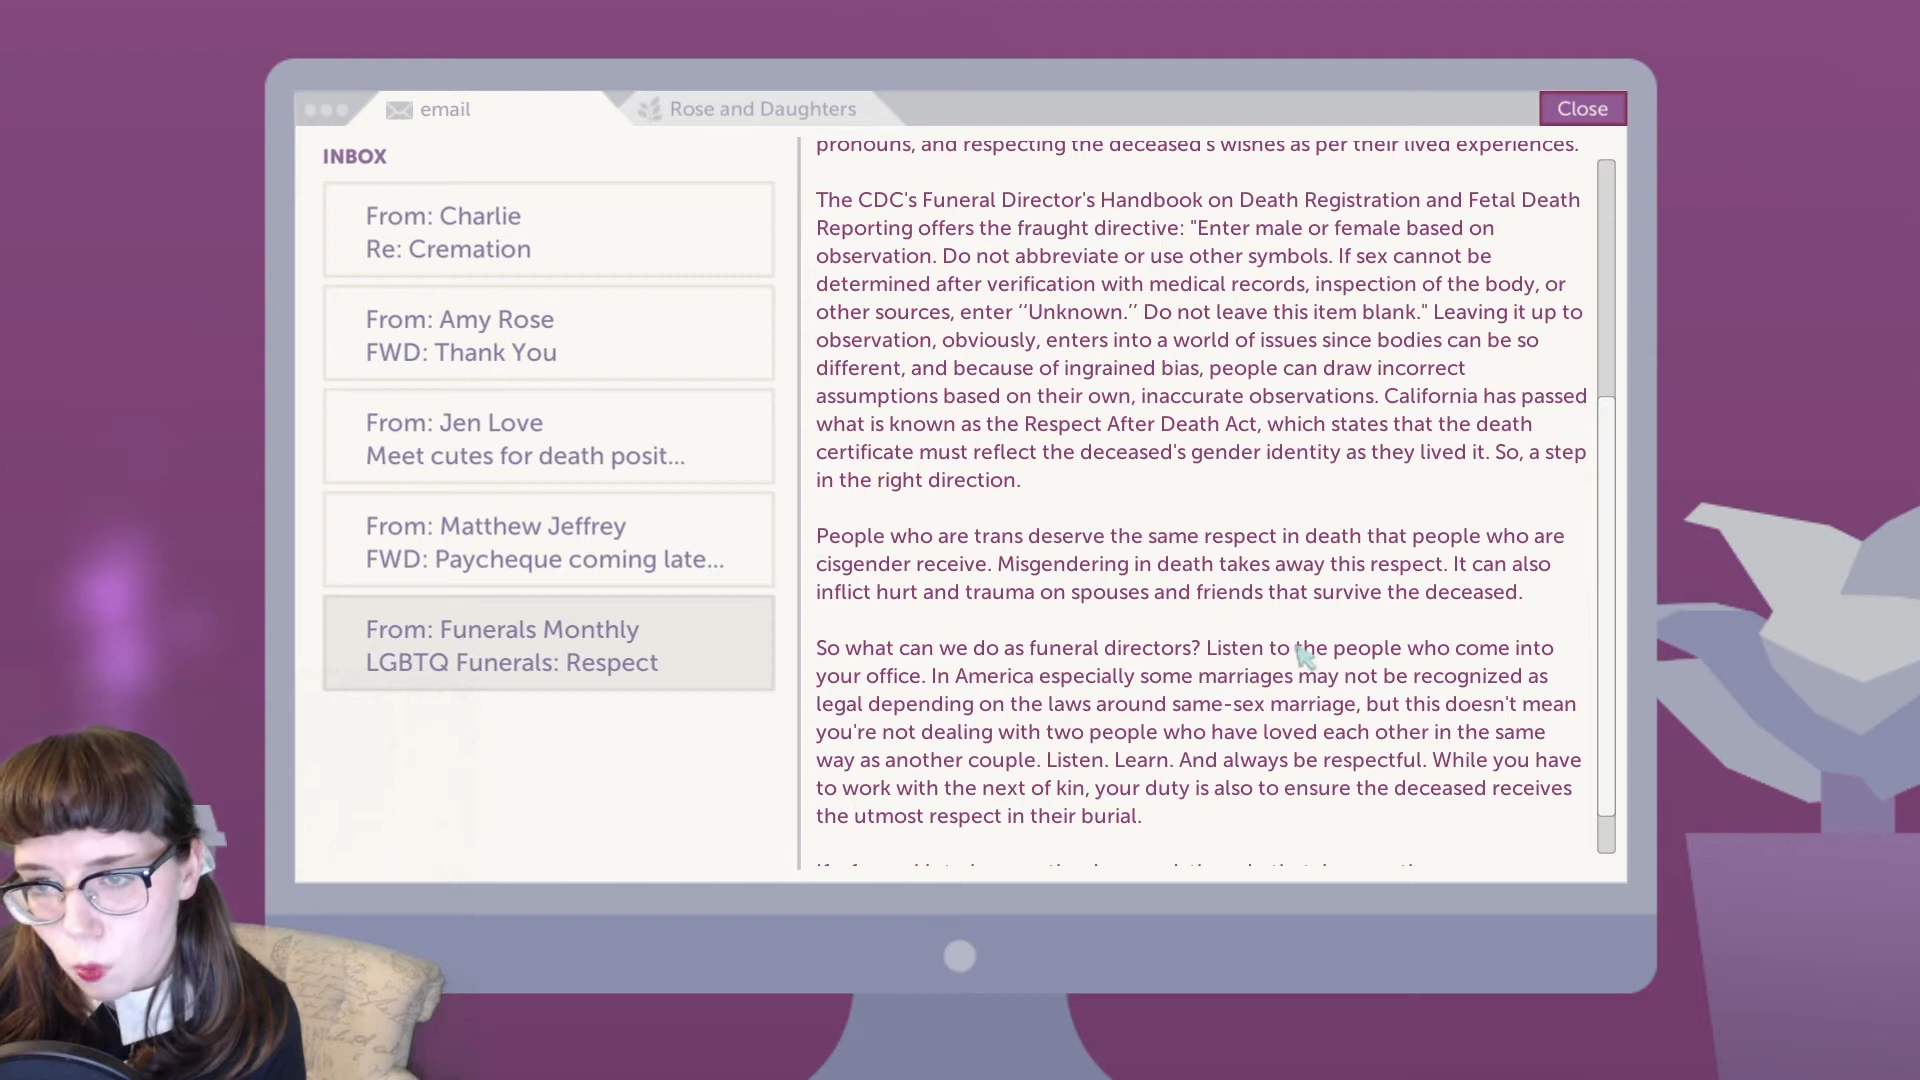 email
Rose and Daughters
Close
INBOX
From: Charlie
Re: Cremation
From: Amy Rose
FWD: Thank You
From: Jen Love
Meet cutes for death posit...
From: Matthew Jeffrey
FWD: Paycheque coming late...
From: Funerals Monthly
LGBTQ Funerals: Respect
pronouns, and respecting the deceased's wishes as per their lived experiences.
The CDC's Funeral Director's Handbook on Death Registration and Fetal Death
Reporting offers the fraught directive: "Enter male or female based on
observation. Do not abbreviate or use other symbols. If sex cannot be
determined after verification with medical records, inspection of the body, or
other sources, enter ‘‘Unknown.’’ Do not leave this item blank." Leaving it up to
observation, obviously, enters into a world of issues since bodies can be so
different, and because of ingrained bias, people can draw incorrect
assumptions based on their own, inaccurate observations. California has passed
what is known as the Respect After Death Act, which states that the death
certificate must reflect the deceased's gender identity as they lived it. So, a step
in the right direction.
People who are trans deserve the same respect in death that people who are
cisgender receive. Misgendering in death takes away this respect. It can also
inflict hurt and trauma on spouses and friends that survive the deceased.
So what can we do as funeral directors? Listen to the people who come into
your office. In America especially some marriages may not be recognized as
legal depending on the laws around same-sex marriage, but this doesn't mean
you're not dealing with two people who have loved each other in the same
way as another couple. Listen. Learn. And always be respectful. While you have
to work with the next of kin, your duty is also to ensure the deceased receives
the utmost respect in their burial.